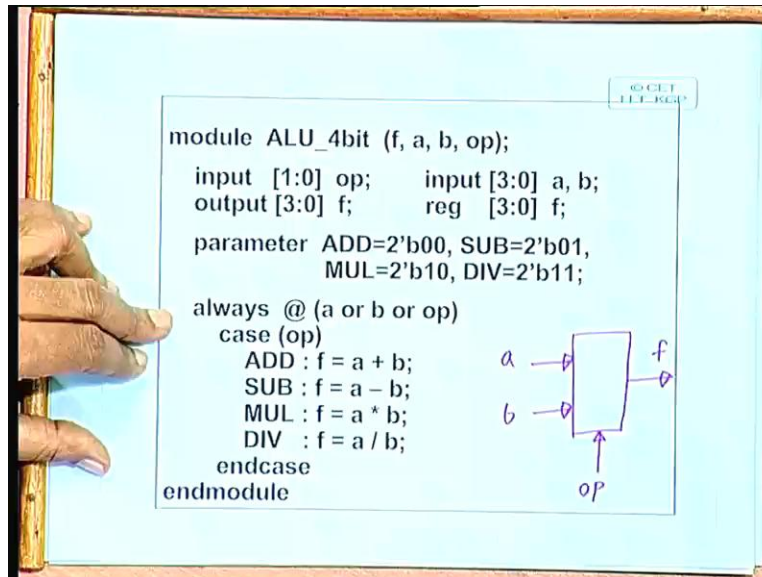 © CET
I.I.T. KGP
module ALU_4bit (f, a, b, op);
input [1:0] op; input [3:0] a, b;
output [3:0] f; reg [3:0] f;
parameter ADD=2'b00, SUB=2'b01,
MUL=2'b10, DIV=2'b11;
always @ (a or b or op)
case (op)
ADD : f = a + b;
SUB : f = a – b;
MUL : f = a * b;
DIV : f = a / b;
endcase
endmodule
a
b
f
op